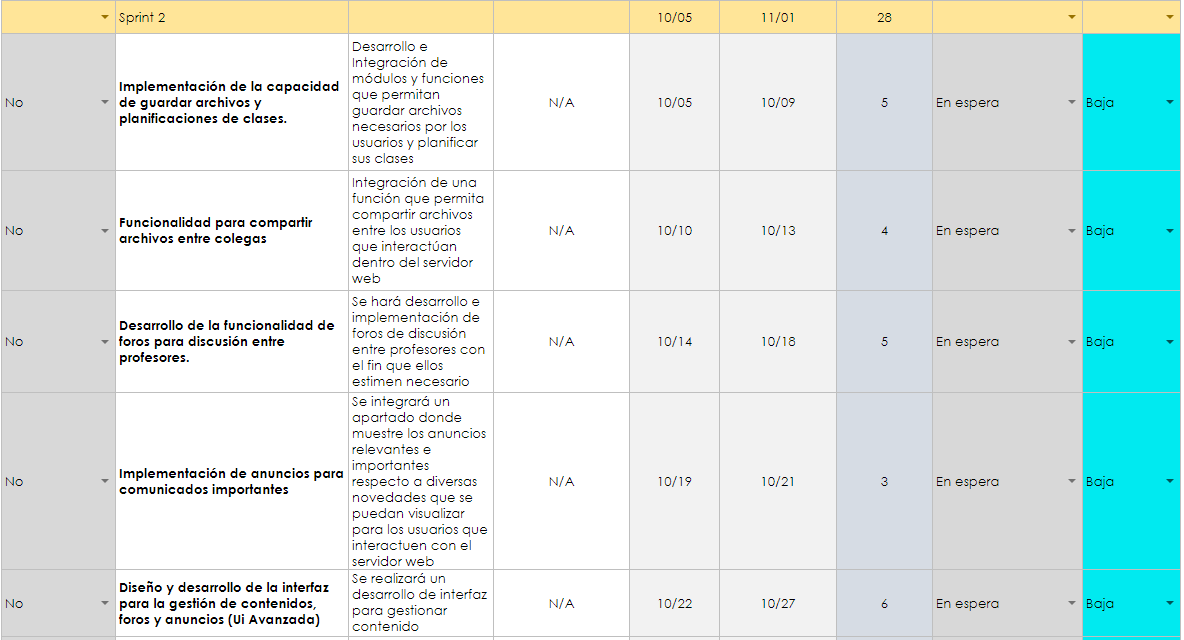 Sprint 2
10/05
11/01
28
No
Implementación de la capacidad
de guardar archivos y
planificaciones de clases.
Desarrollo e
Integración de
módulos y funciones
que permitan
guardar archivos
necesarios por los
usuarios y planificar
sus clases
N/A
10/05
10/09
5
En espera
Baja
No
Funcionalidad para compartir
archivos entre colegas
Integración de una
función que permita
compartir archivos
entre los usuarios
que interactúan
dentro del servidor
web
N/A
10/10
10/13
4
En espera
Baja
No
Desarrollo de la funcionalidad de
foros para discusión entre
profesores.
Se hará desarrollo e
implementación de
foros de discusión
entre profesores con
el fin que ellos
estimen necesario
N/A
10/14
10/18
5
En espera
Baja
No
Implementación de anuncios para
comunicados importantes
Se integrará un
apartado donde
muestre los anuncios
relevantes e
importantes
respecto a diversas
novedades que se
puedan visualizar
para los usuarios que
interactuen con el
servidor web
N/A
10/19
10/21
3
En espera
Baja
No
Diseño y desarrollo de la interfaz
para la gestión de contenidos,
foros y anuncios (Ui Avanzada)
Se realizará un
desarrollo de interfaz
para gestionar
contenido
N/A
10/22
10/27
6
En espera
Baja